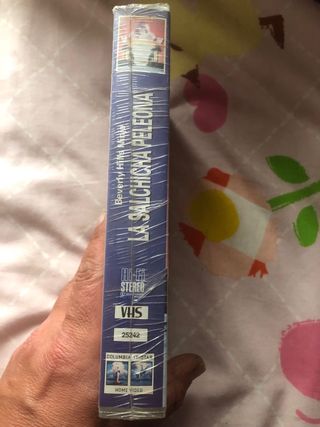 Beverly Hills Mutt
LA SALCHICHA PELEONA
Hi-Fi
STEREO
VHS
25242
COLUMBIA TRISTAR
HOME VIDEO